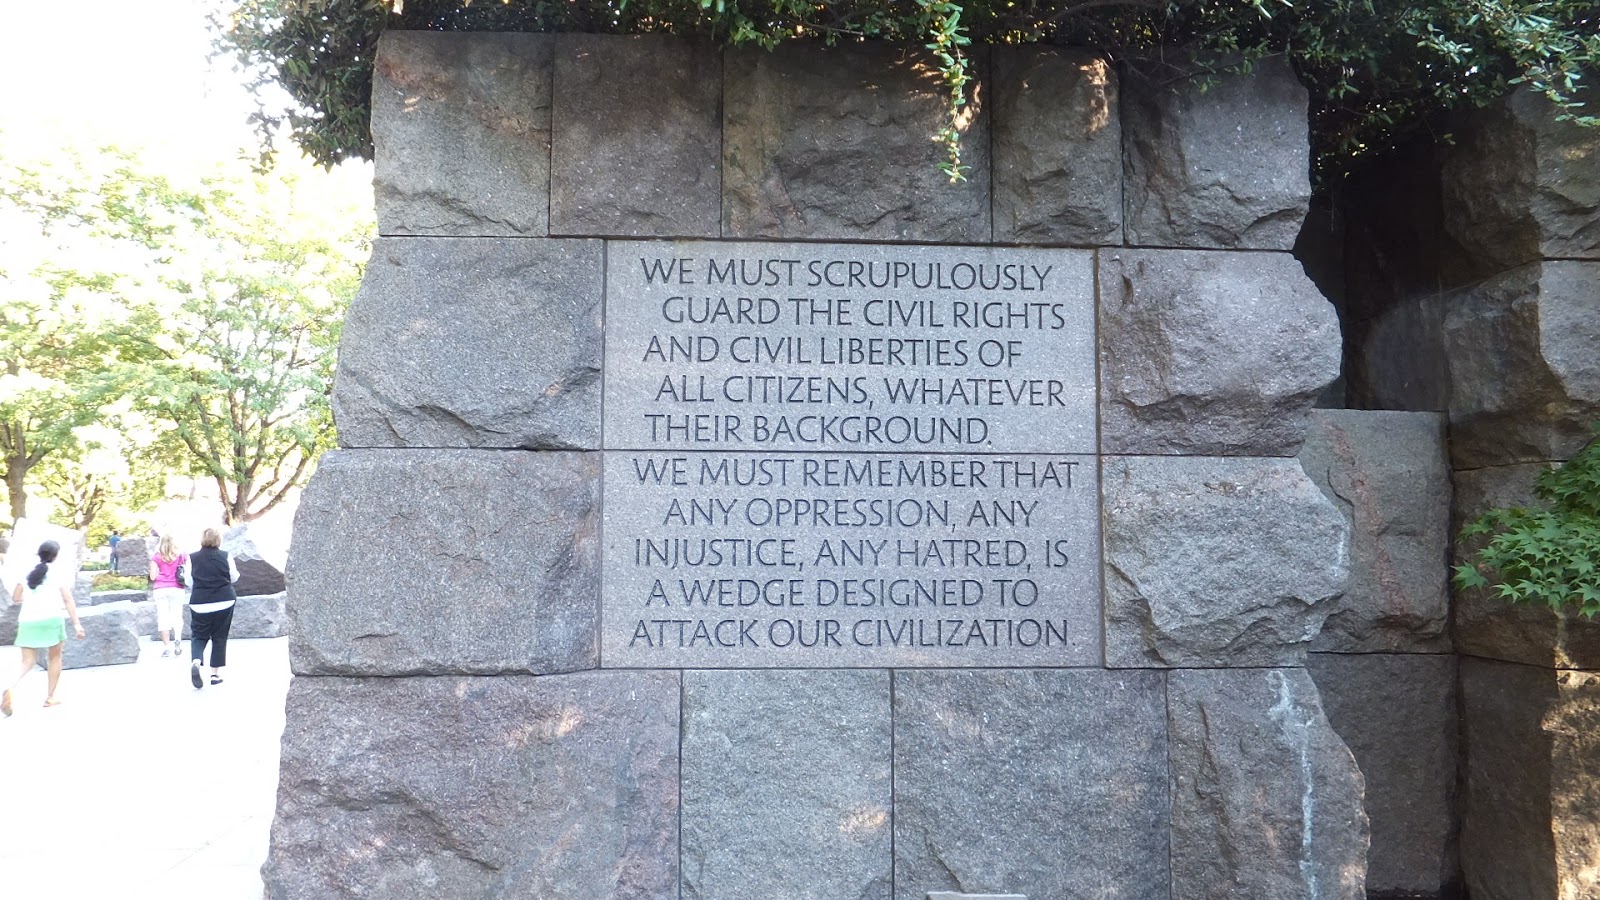 WE MUST SCRUPULOUSLY
GUARD THE CIVIL RIGHTS
AND CIVIL LIBERTIES OF
ALL CITIZENS, WHATEVER
THEIR BACKGROUND.
WE MUST REMEMBER THAT
ANY OPPRESSION, ANY
INJUSTICE, ANY HATRED, IS
A WEDGE DESIGNED TO
ATTACK OUR CIVILIZATION.